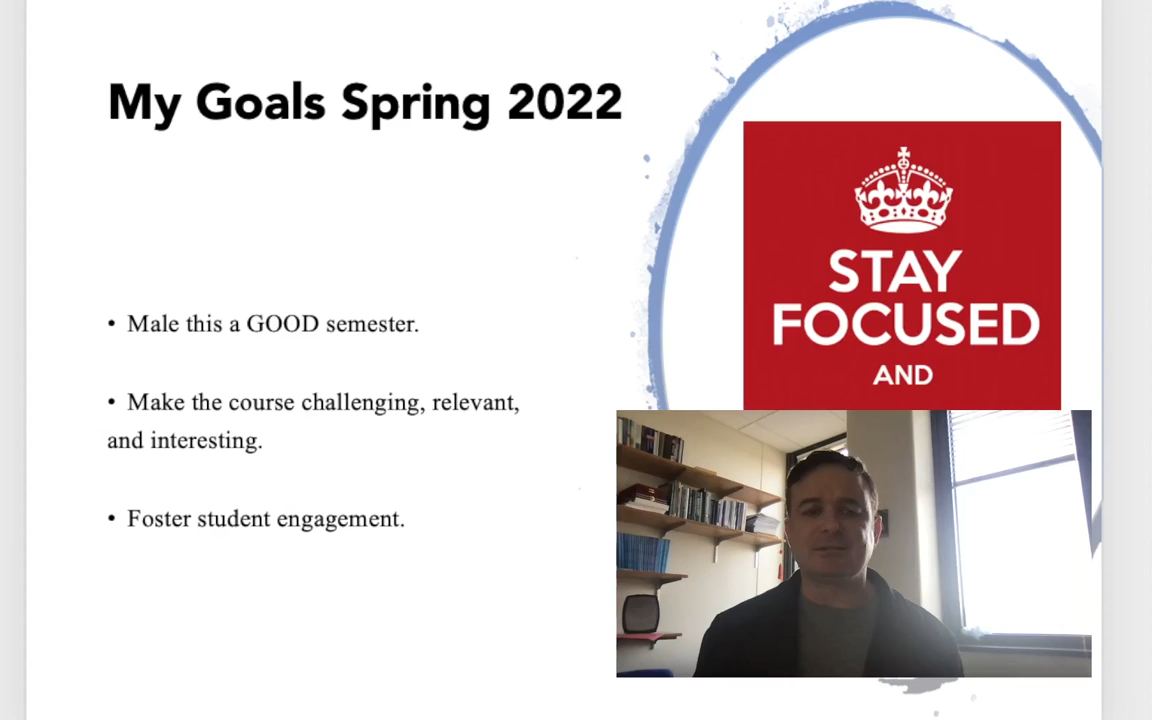 My Goals Spring 2022
• Male this a GOOD semester.
• Make the course challenging, relevant,
and interesting.
• Foster student engagement.
STAY
FOCUSED
AND